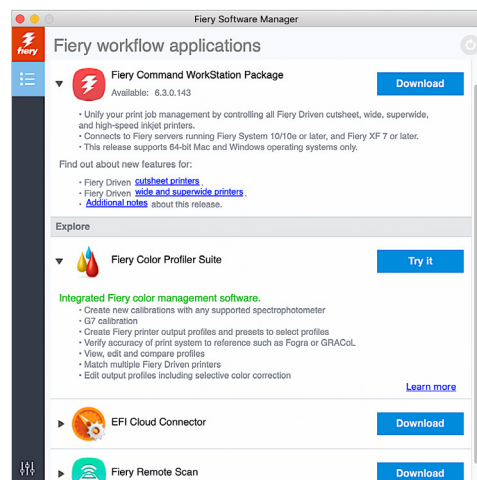 Fiery Software Manager
fiery
Fiery workflow applications
Fiery Command WorkStation Package
Available: 6.3.0.143
Download
• Unify your print job management by controlling all Fiery Driven cutsheet, wide, superwide,
and high-speed inkjet printers.
• Connects to Fiery servers running Fiery System 10/10e or later, and Fiery XF 7 or later.
• This release supports 64-bit Mac and Windows operating systems only.
Find out about new features for:
• Fiery Driven cutsheet printers.
• Fiery Driven wide and superwide printers.
• Additional notes about this release.
Explore
Fiery Color Profiler Suite
Try it
Integrated Fiery color management software.
• Create new calibrations with any supported spectrophotometer
• G7 calibration
• Create Fiery printer output profiles and presets to select profiles
• Verify accuracy of print system to reference such as Fogra or GRACoL
• View, edit and compare profiles
• Match multiple Fiery Driven printers
• Edit output profiles including selective color correction
Learn more
EFI Cloud Connector
Download
Fiery Remote Scan
Download